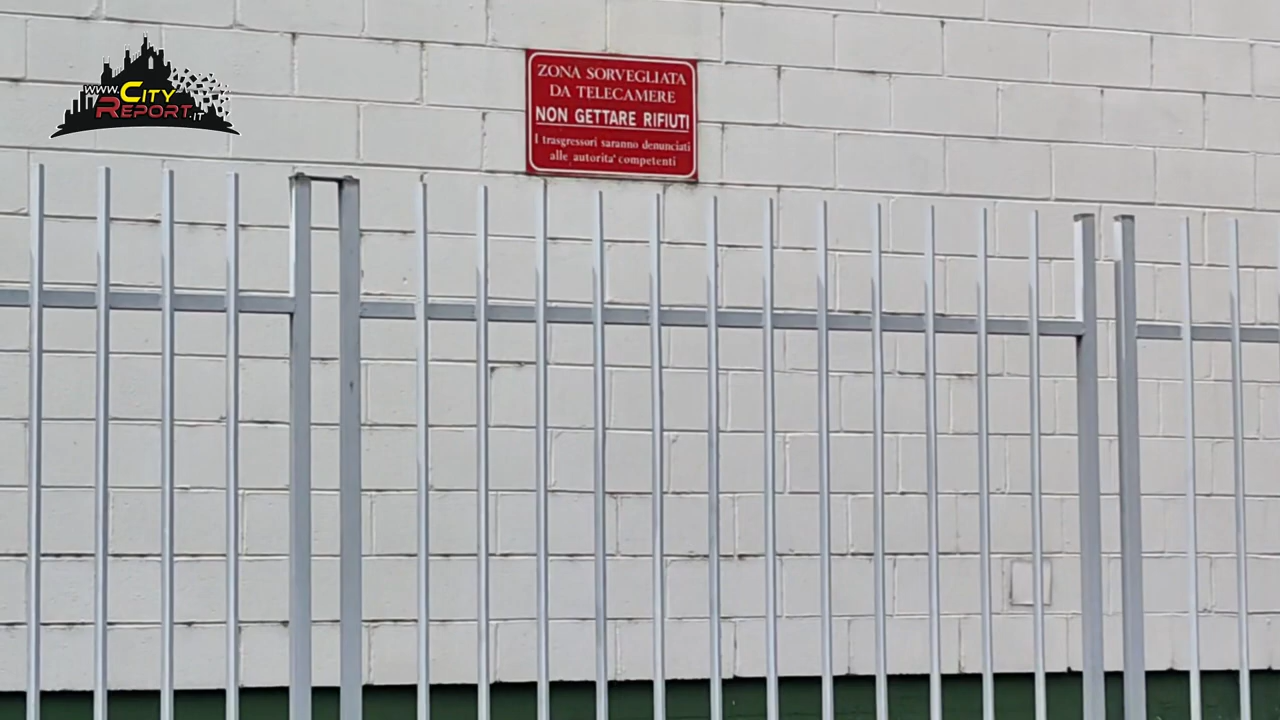 www.CITY
REPORT.IT
ZONA SORVEGLIATA
DA TELECAMERE
NON GETTARE RIFIUTI
I trasgressori saranno denunciati
alle autorita' competenti